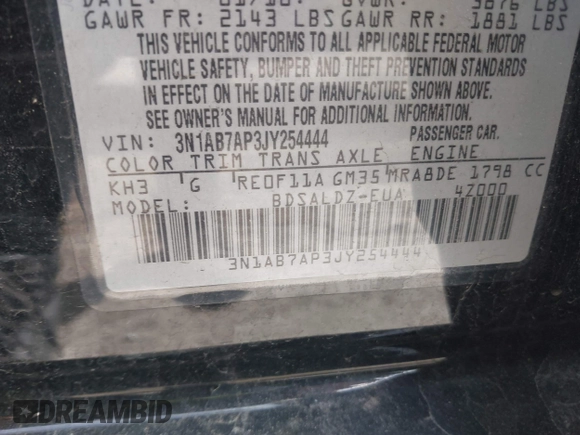 GAWR FR: 2143 LBS GAWR RR: 1881 LBS
THIS VEHICLE CONFORMS TO ALL APPLICABLE FEDERAL MOTOR
VEHICLE SAFETY, BUMPER AND THEFT PREVENTION STANDARDS
IN EFFECT ON THE DATE OF MANUFACTURE SHOWN ABOVE.
SEE OWNER'S MANUAL FOR ADDITIONAL INFORMATION.
VIN: 3N1AB7AP3JY254444 PASSENGER CAR.
COLOR TRIM TRANS AXLE ENGINE
KH3 G RE0F11A GM35 MRA8DE 1798 CC
MODEL: BDSALDZ-EUA 4Z000
3N1AB7AP3JY254444
DREAMBID